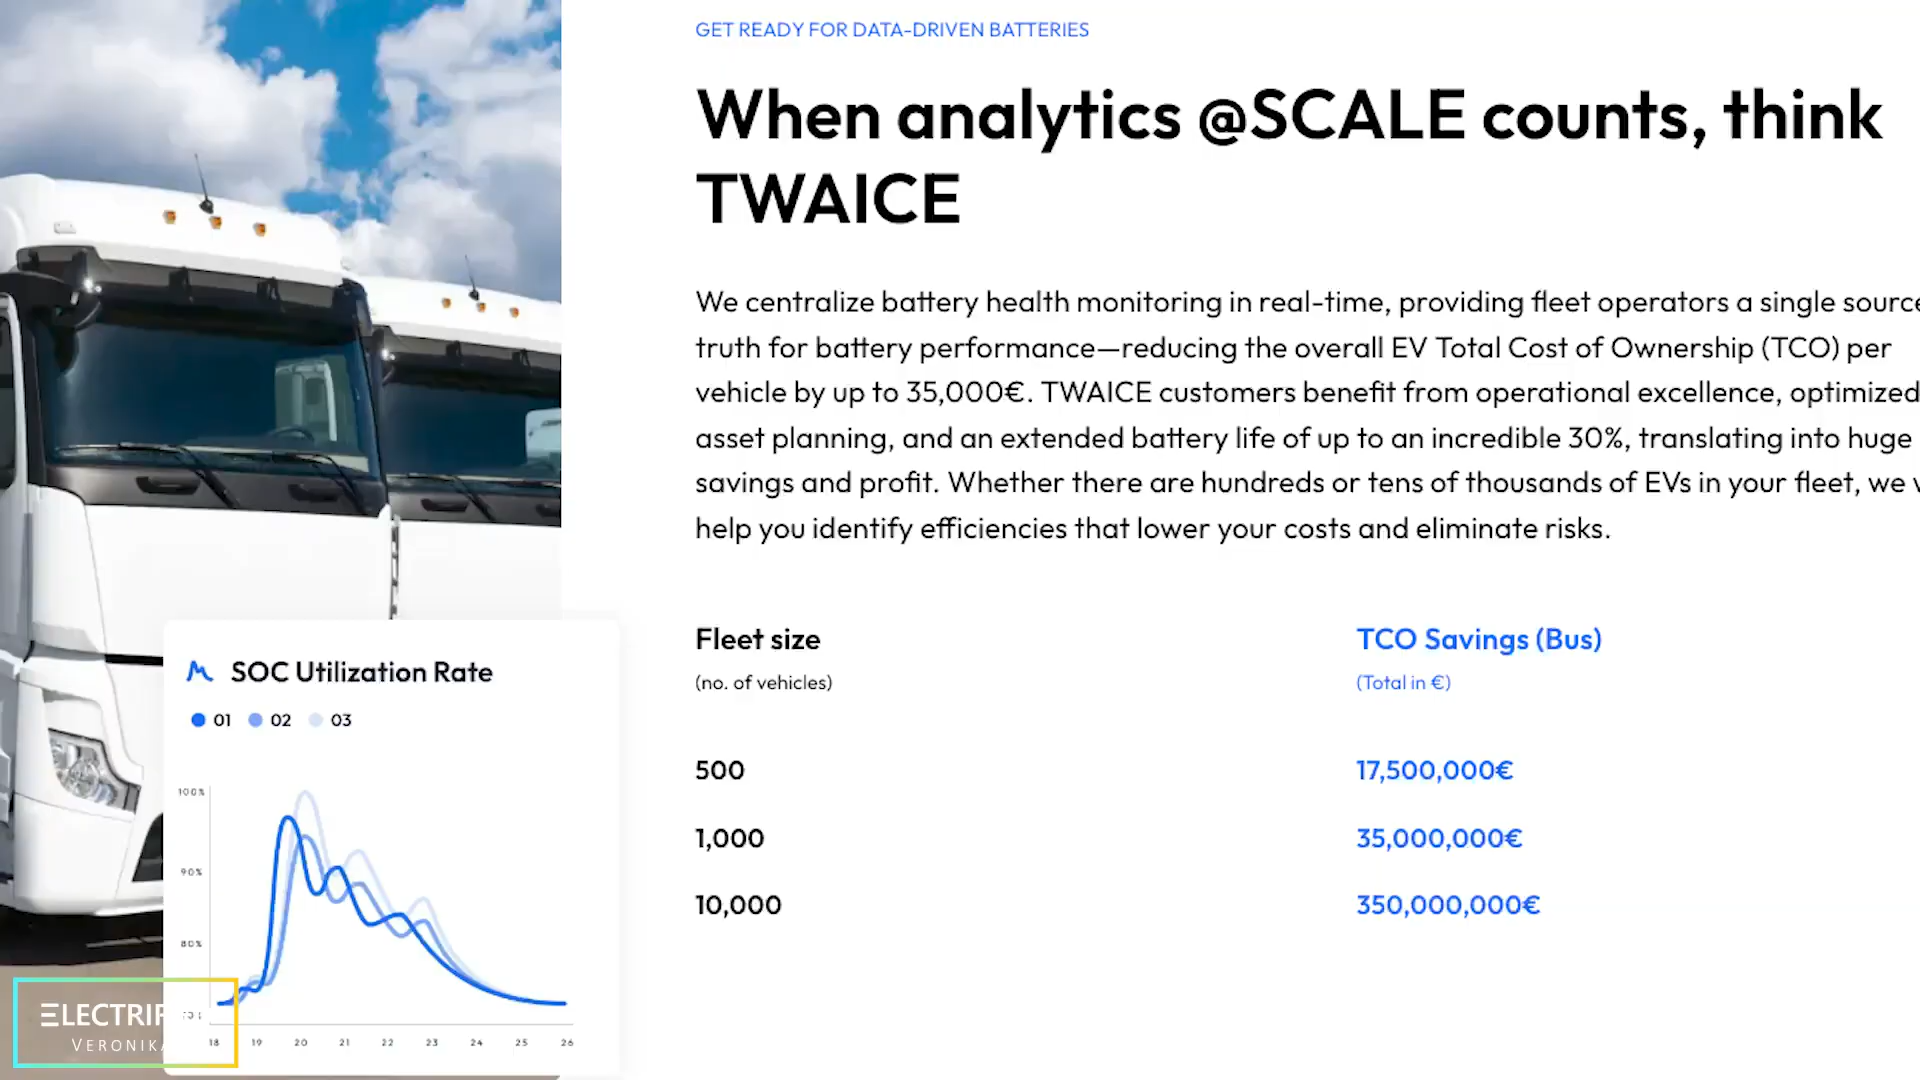 GET READY FOR DATA-DRIVEN BATTERIES
When analytics @SCALE counts, think
TWAICE
We centralize battery health monitoring in real-time, providing fleet operators a single source
truth for battery performance—reducing the overall EV Total Cost of Ownership (TCO) per
vehicle by up to 35,000€. TWAICE customers benefit from operational excellence, optimized
asset planning, and an extended battery life of up to an incredible 30%, translating into huge
savings and profit. Whether there are hundreds or tens of thousands of EVs in your fleet, we
help you identify efficiencies that lower your costs and eliminate risks.
Fleet size
TCO Savings (Bus)
(no. of vehicles)
(Total in €)
500
17,500,000€
1,000
35,000,000€
10,000
350,000,000€
SOC Utilization Rate
01 02 03
100%
90%
80%
18 19 20 21 22 23 24 25 26
VERONIKA